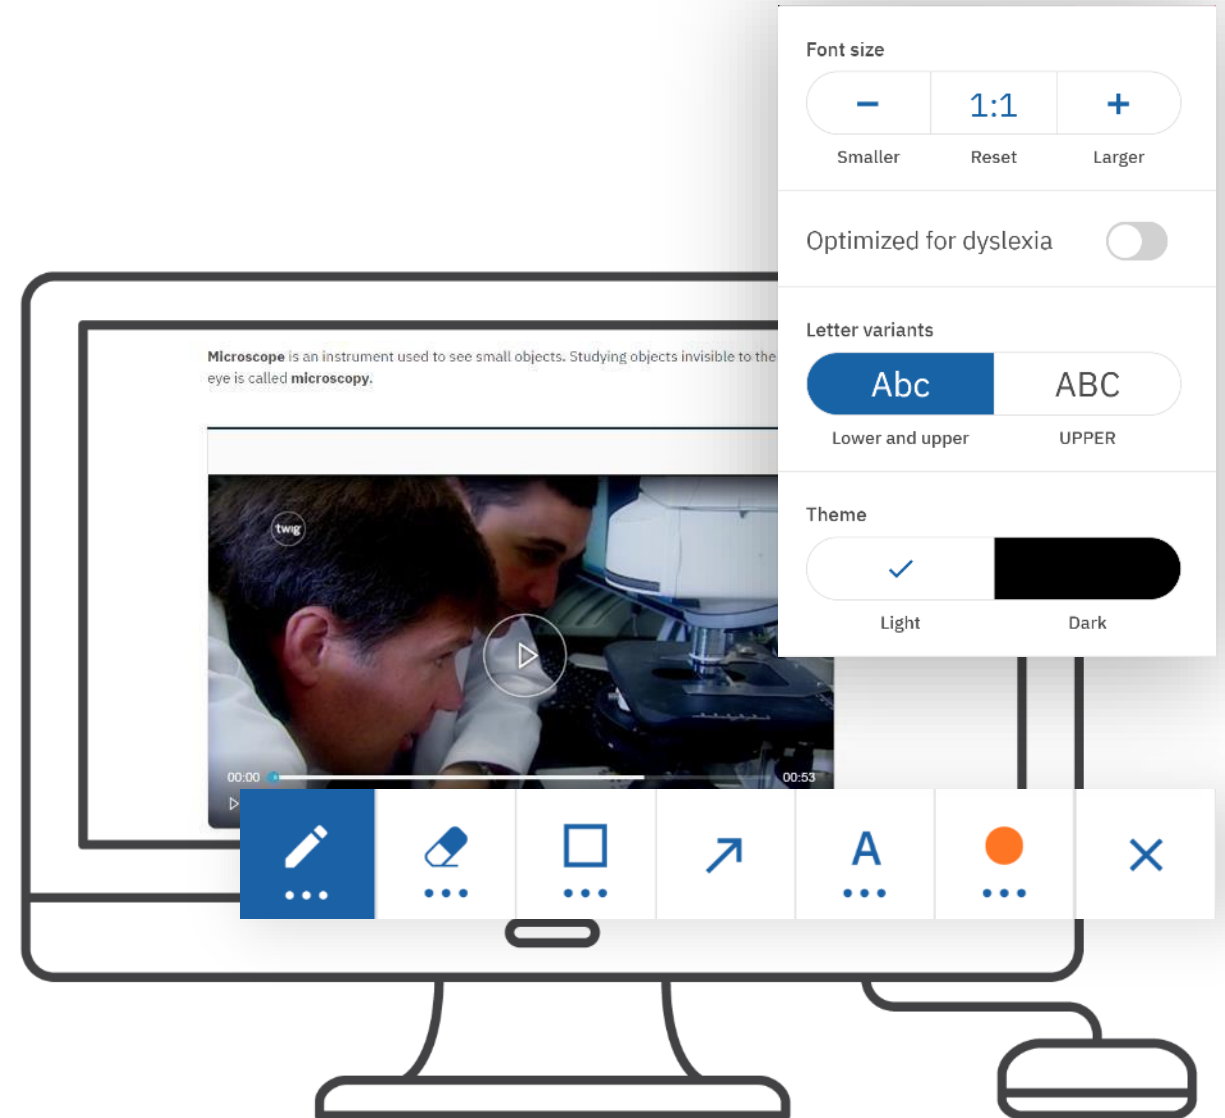 Font size
1:1
Smaller Reset Larger
Optimized for dyslexia
Letter variants
Abc ABC
Lower and upper UPPER
Theme
Light Dark
Microscope is an instrument used to see small objects. Studying objects invisible to the
eye is called microscopy.
twig
00:00 00:53
A